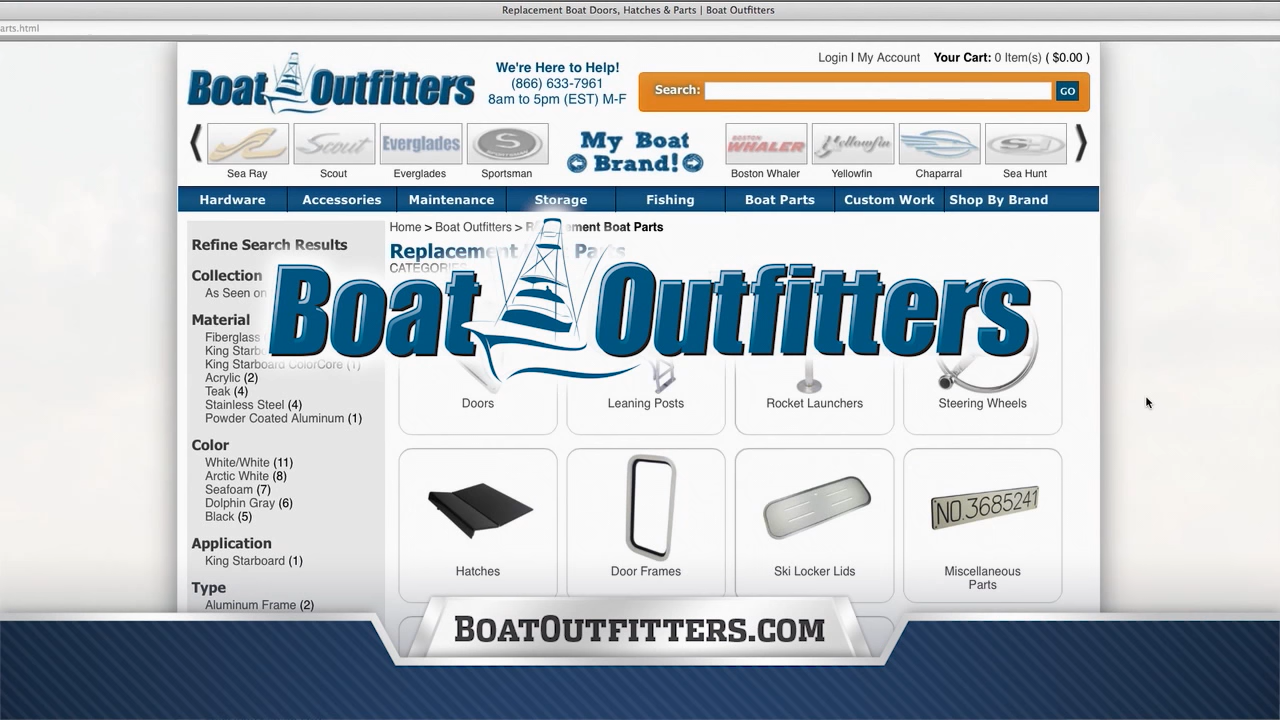 Replacement Boat Doors, Hatches & Parts | Boat Outfitters
arts.html
Boat Outfitters
We're Here to Help!
(866) 633-7961
8am to 5pm (EST) M-F
Login | My Account Your Cart: 0 Item(s) ( $0.00 )
Search: GO
Scout Everglades S My Boat Brand! BOSTON WHALER Yellowfin SH
Sea Ray Scout Everglades Sportsman Boston Whaler Yellowfin Chaparral Sea Hunt
Hardware Accessories Maintenance Storage Fishing Boat Parts Custom Work Shop By Brand
Home > Boat Outfitters > Replacement Boat Parts
Replacement Parts
CATEGORIES
Boat Outfitters
Refine Search Results
Collection
As Seen on
Material
Fiberglass
King Starboard
King Starboard ColorCore (1)
Acrylic (2)
Teak (4)
Stainless Steel (4)
Powder Coated Aluminum (1)
Color
White/White (11)
Arctic White (8)
Seafoam (7)
Dolphin Gray (6)
Black (5)
Application
King Starboard (1)
Type
Aluminum Frame (2)
Doors Leaning Posts Rocket Launchers Steering Wheels
NO.3685241
Hatches Door Frames Ski Locker Lids Miscellaneous
Parts
BOATOUTFITTERS.COM